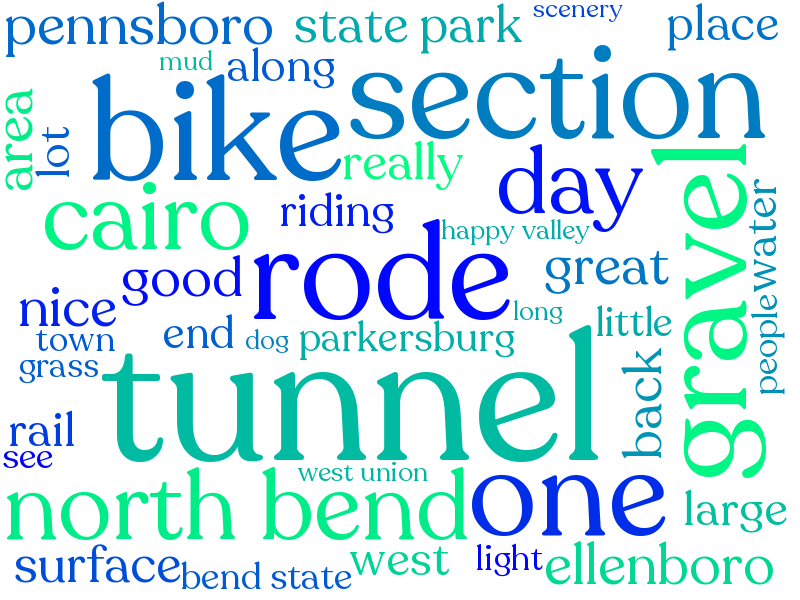 scenery
pennsboro
state park
place
mud
along
section
bike
area
lot
really
day
gravel
cairo
riding
water
happy valley
rode
good
great
nice
long
little
town
end
dog
parkersburg
people
grass
tunnel
back
rail
see
west union
north bend
one
large
surface
bend state
west
light
ellenboro